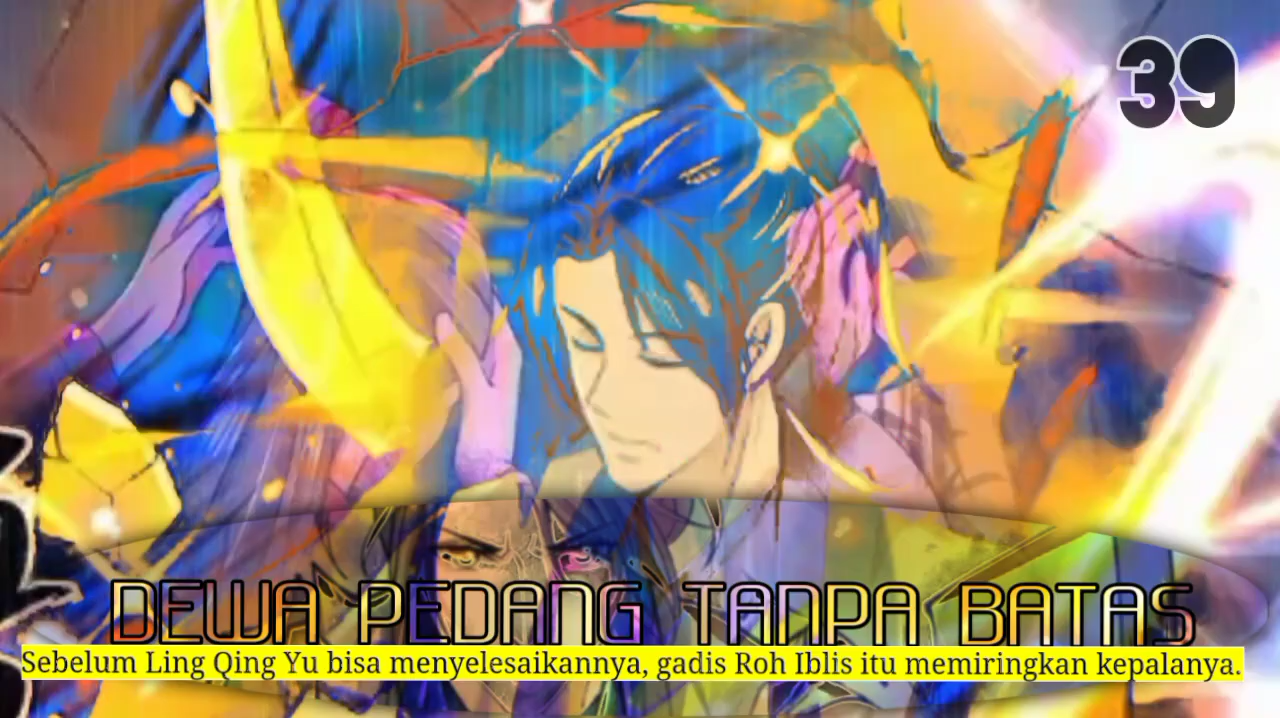 39
DEWA PEDANG TANPA BATAS
Sebelum Ling Qing Yu bisa menyelesaikannya, gadis Roh Iblis itu memiringkan kepalanya.